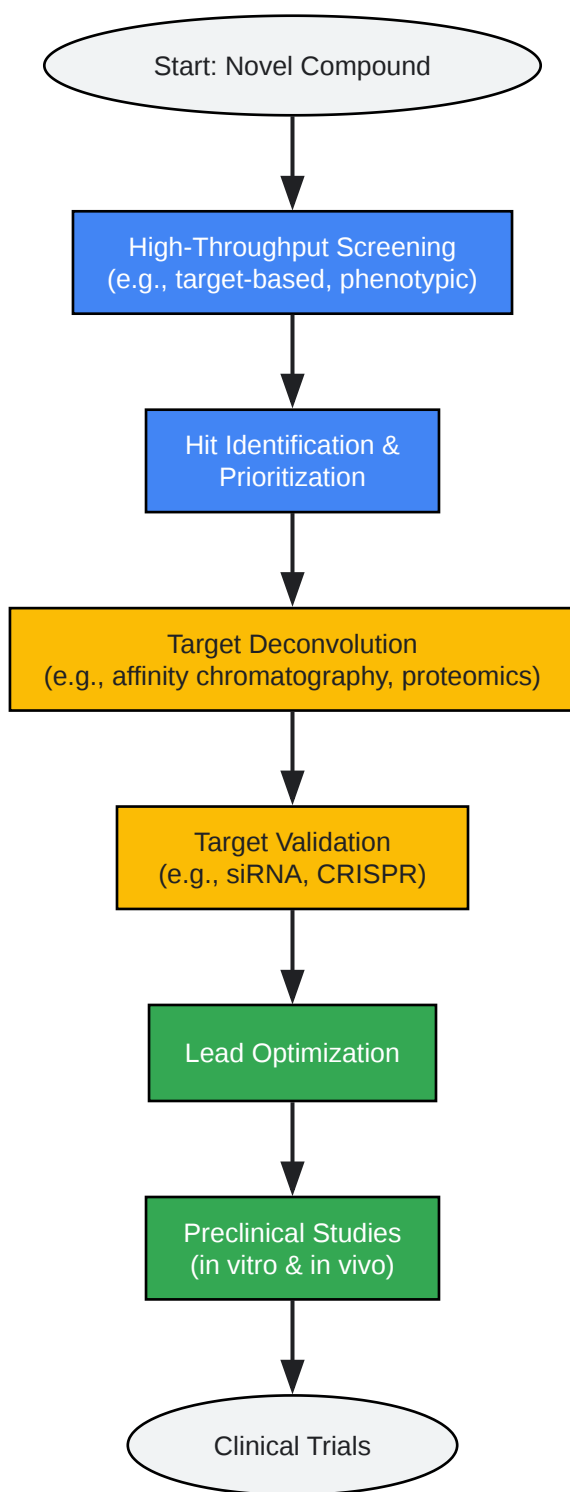 Start: Novel Compound
High-Throughput Screening
(e.g., target-based, phenotypic)
Hit Identification &
Prioritization
Target Deconvolution
(e.g., affinity chromatography, proteomics)
Target Validation
(e.g., siRNA, CRISPR)
Lead Optimization
Preclinical Studies
(in vitro & in vivo)
Clinical Trials